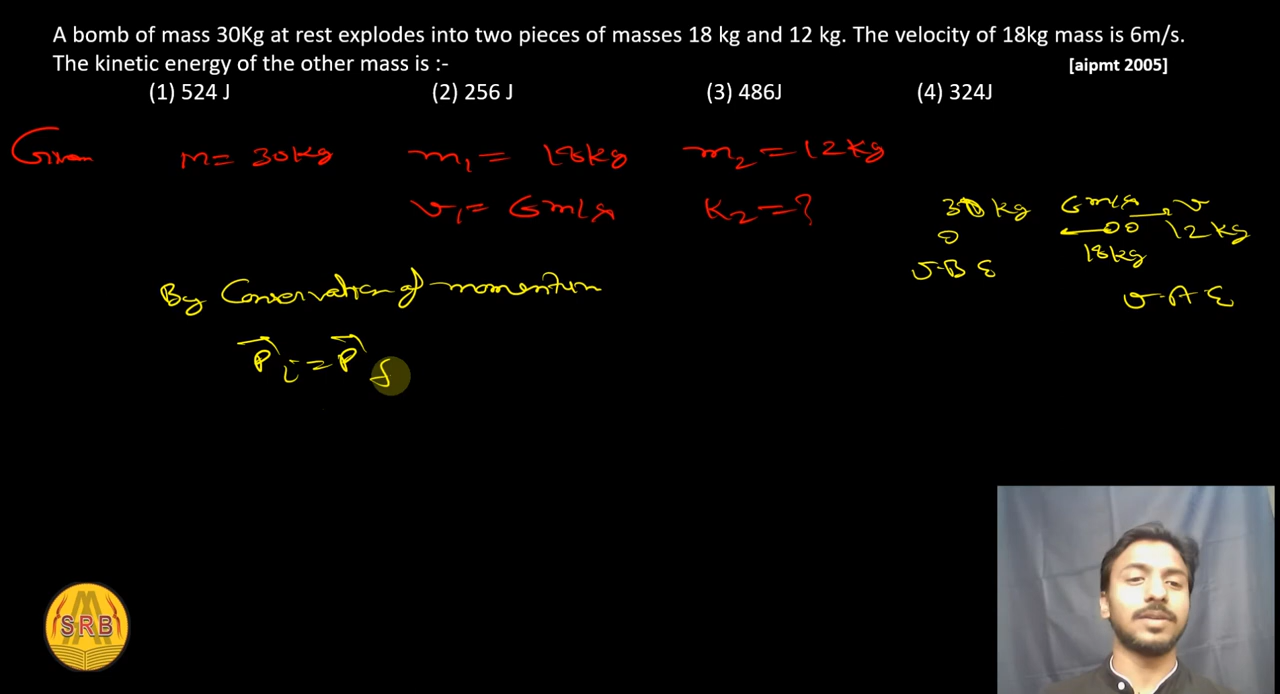 A bomb of mass 30Kg at rest explodes into two pieces of masses 18 kg and 12 kg. The velocity of 18kg mass is 6m/s.
The kinetic energy of the other mass is :-
[aipmt 2005]
(1) 524 J (2) 256 J (3) 486J (4) 324J
Given M = 30Kg m₁ = 18kg m₂ = 12kg
v₁ = 6m/s K₂ = ?
30 kg 6m/s v
12kg
18kg
J-B E
J-A E
By Conservation of momentum
P⃗i = P⃗f
SRB